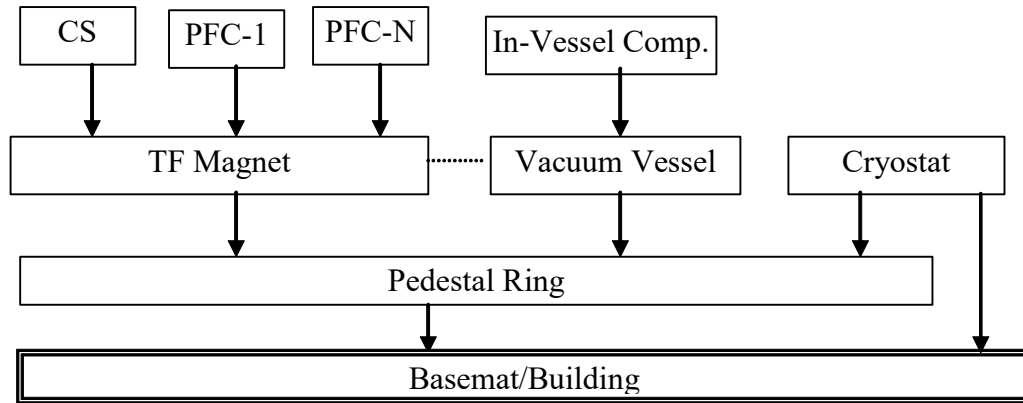 CS
PFC-1
PFC-N
In-Vessel Comp.
TF Magnet
Vacuum Vessel
Cryostat
Pedestal Ring
Basemat/Building